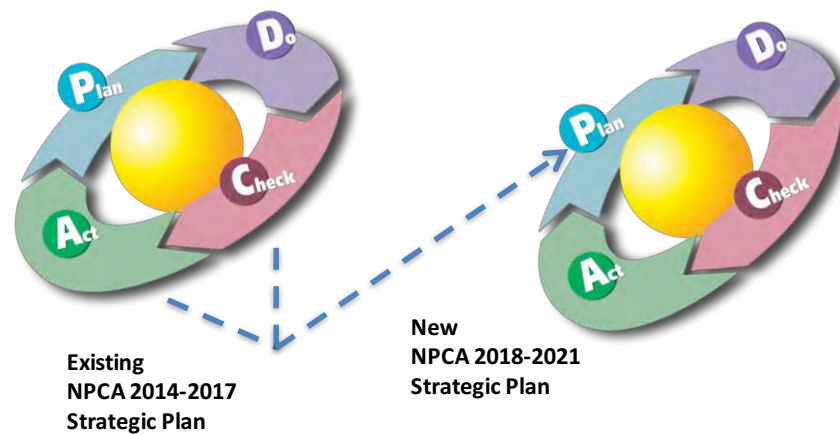 Plan
Do
Check
Act
Existing
NPCA 2014-2017
Strategic Plan
Plan
Do
Check
Act
New
NPCA 2018-2021
Strategic Plan